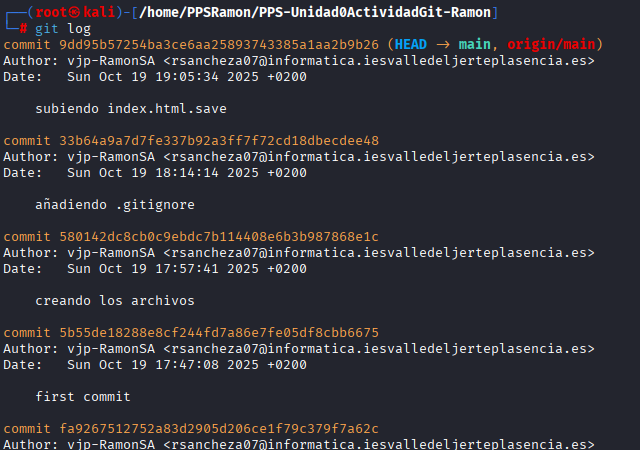 ┌──(root㉿kali)-[/home/PPSRamon/PPS-Unidad0ActividadGit-Ramon]
└─# git log
commit 9dd95b57254ba3ce6aa25893743385a1aa2b9b26 (HEAD -> main, origin/main)
Author: vjp-RamonSA <rsancheza07@informatica.iesvalledeljerteplasencia.es>
Date:   Sun Oct 19 19:05:34 2025 +0200
subiendo index.html.save
commit 33b64a9a7d7fe337b92a3ff7f72cd18dbecdee48
Author: vjp-RamonSA <rsancheza07@informatica.iesvalledeljerteplasencia.es>
Date:   Sun Oct 19 18:14:14 2025 +0200
añadiendo .gitignore
commit 580142dc8cb0c9ebdc7b114408e6b3b987868e1c
Author: vjp-RamonSA <rsancheza07@informatica.iesvalledeljerteplasencia.es>
Date:   Sun Oct 19 17:57:41 2025 +0200
creando los archivos
commit 5b55de18288e8cf244fd7a86e7fe05df8cbb6675
Author: vjp-RamonSA <rsancheza07@informatica.iesvalledeljerteplasencia.es>
Date:   Sun Oct 19 17:47:08 2025 +0200
first commit
commit fa9267512752a83d2905d206ce1f79c379f7a62c
Author: vjp-RamonSA <rsancheza07@informatica.iesvalledeljerteplasencia.es>